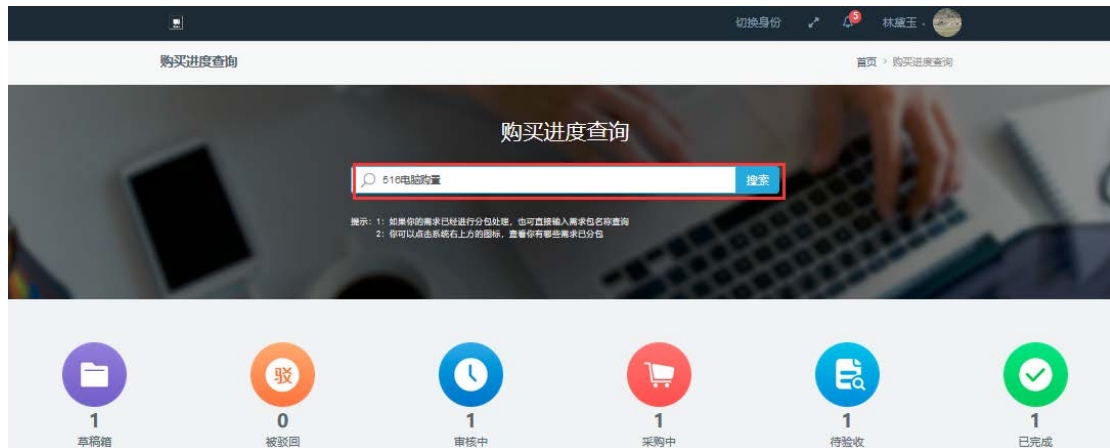 切换身份 5 林黛玉
购买进度查询 首页 > 购买进度查询
购买进度查询
516电脑购置 搜索
提示：1：如果你的需求已经进行分包处理，也可直接输入需求包名称查询
2：你可以点击系统右上方的图标，查看你有哪些需求已分包
驳
1 0 1 1 1 1
草稿箱 被驳回 审核中 采购中 待验收 已完成